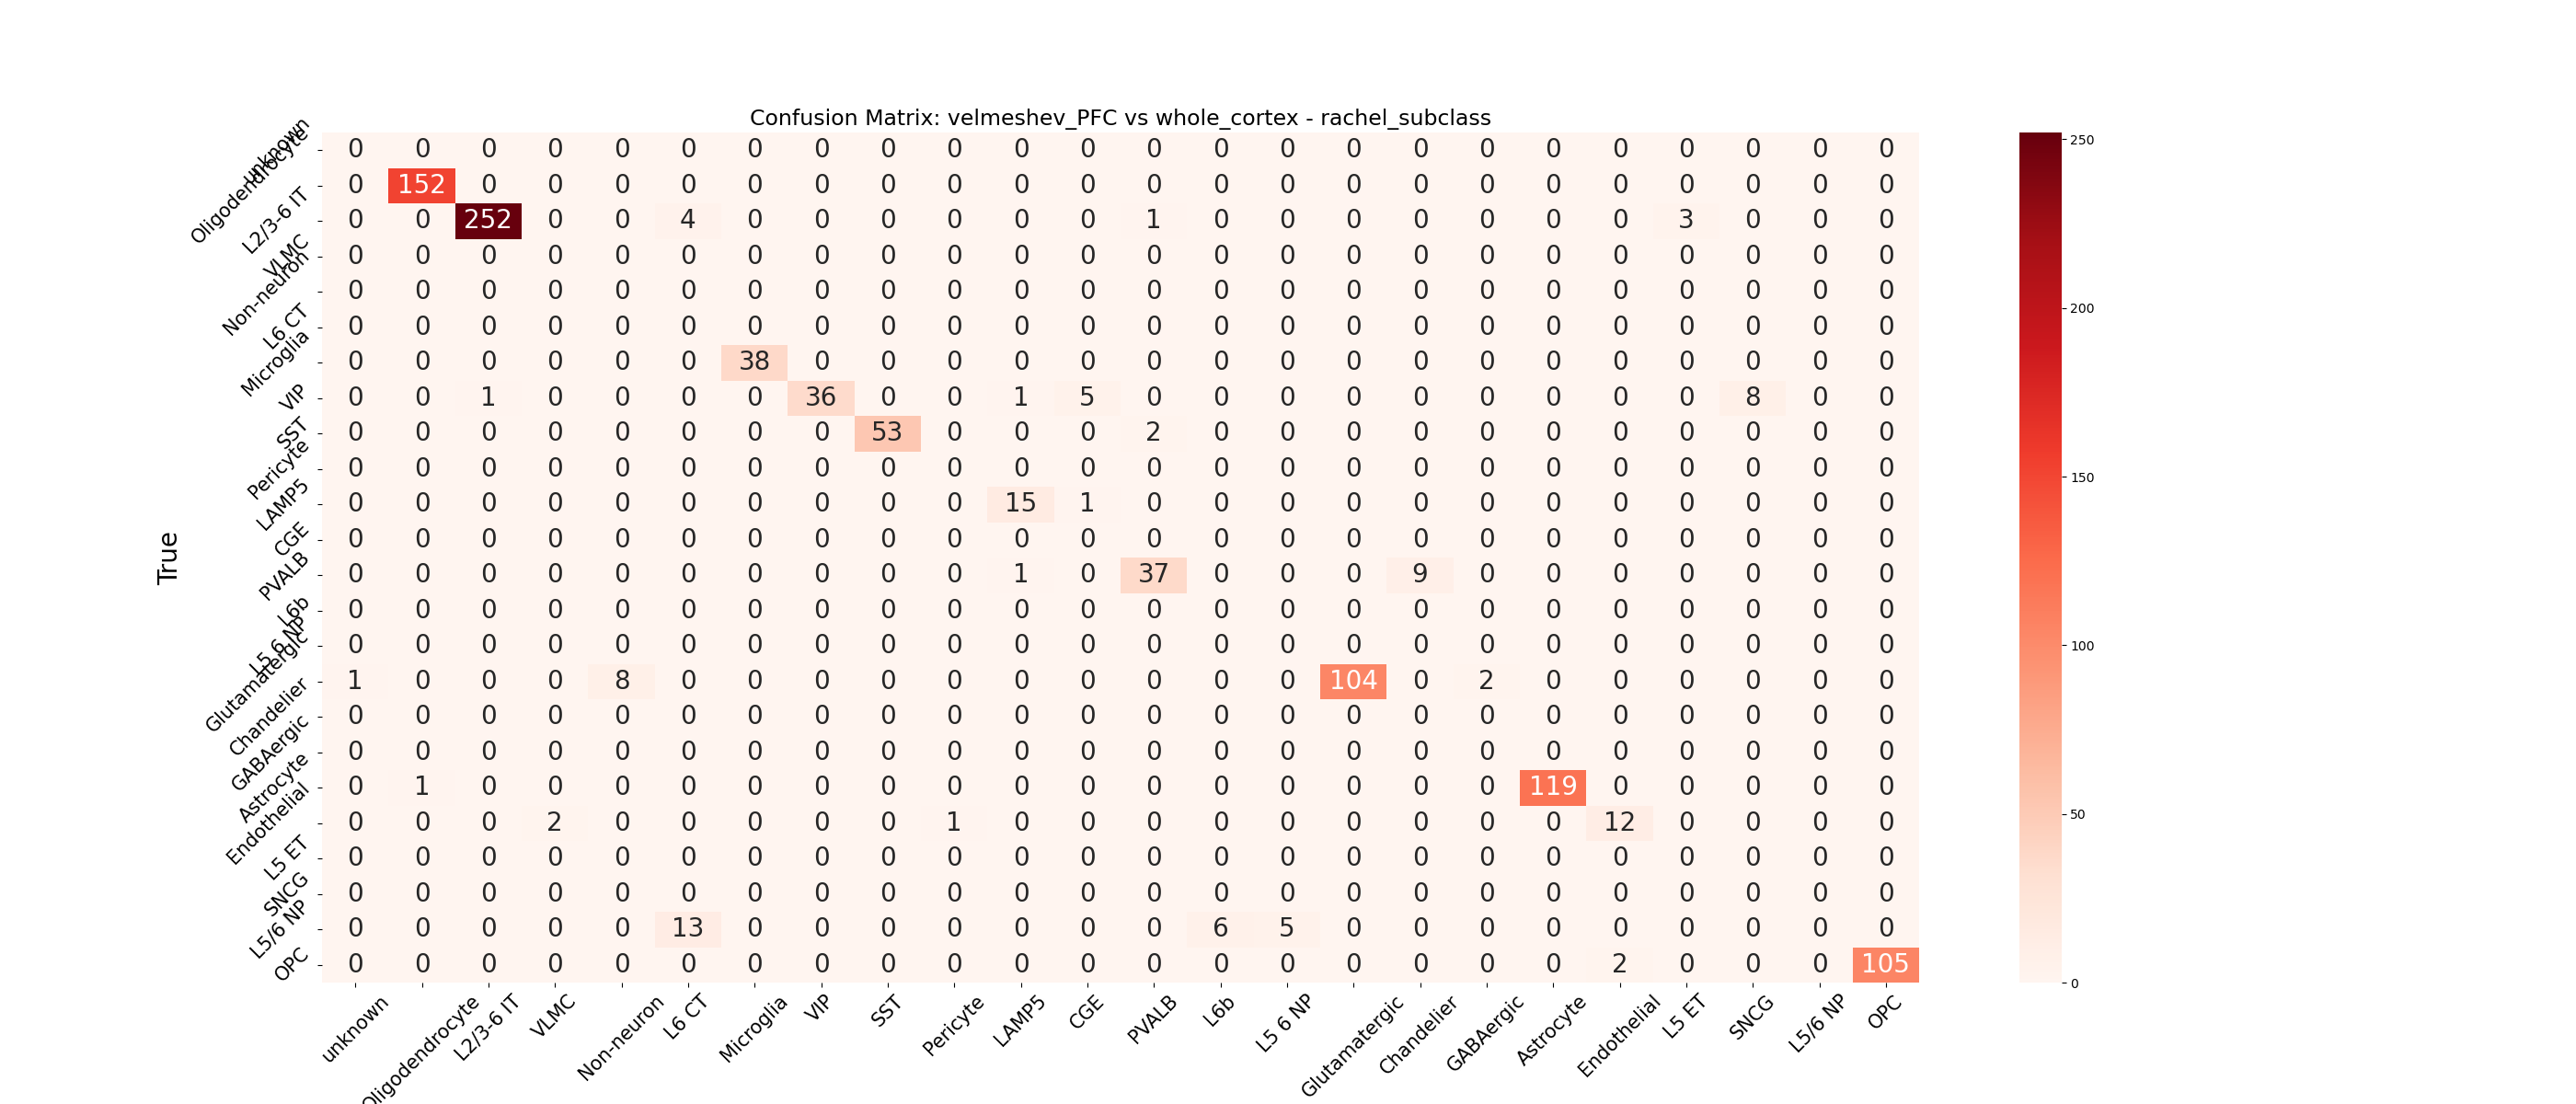 Confusion Matrix: velmeshev_PFC vs whole_cortex - rachel_subclass
True
unknown 0 0 0 0 0 0 0 0 0 0 0 0 0 0 0 0 0 0 0 0 0 0 0 0
Oligodendrocyte 0 152 0 0 0 0 0 0 0 0 0 0 0 0 0 0 0 0 0 0 0 0 0 0
L2/3-6 IT 0 0 252 0 0 4 0 0 0 0 0 0 1 0 0 0 0 0 0 0 3 0 0 0
VLMC 0 0 0 0 0 0 0 0 0 0 0 0 0 0 0 0 0 0 0 0 0 0 0 0
Non-neuron 0 0 0 0 0 0 0 0 0 0 0 0 0 0 0 0 0 0 0 0 0 0 0 0
L6 CT 0 0 0 0 0 0 0 0 0 0 0 0 0 0 0 0 0 0 0 0 0 0 0 0
Microglia 0 0 0 0 0 0 38 0 0 0 0 0 0 0 0 0 0 0 0 0 0 0 0 0
VIP 0 0 1 0 0 0 0 36 0 0 1 5 0 0 0 0 0 0 0 0 0 8 0 0
SST 0 0 0 0 0 0 0 0 53 0 0 0 2 0 0 0 0 0 0 0 0 0 0 0
Pericyte 0 0 0 0 0 0 0 0 0 0 0 0 0 0 0 0 0 0 0 0 0 0 0 0
LAMP5 0 0 0 0 0 0 0 0 0 0 15 1 0 0 0 0 0 0 0 0 0 0 0 0
CGE 0 0 0 0 0 0 0 0 0 0 0 0 0 0 0 0 0 0 0 0 0 0 0 0
PVALB 0 0 0 0 0 0 0 0 0 0 1 0 37 0 0 0 9 0 0 0 0 0 0 0
L6b 0 0 0 0 0 0 0 0 0 0 0 0 0 0 0 0 0 0 0 0 0 0 0 0
L5 6 NP 0 0 0 0 0 0 0 0 0 0 0 0 0 0 0 0 0 0 0 0 0 0 0 0
Glutamatergic 1 0 0 0 8 0 0 0 0 0 0 0 0 0 0 104 0 2 0 0 0 0 0 0
Chandelier 0 0 0 0 0 0 0 0 0 0 0 0 0 0 0 0 0 0 0 0 0 0 0 0
GABAergic 0 0 0 0 0 0 0 0 0 0 0 0 0 0 0 0 0 0 0 0 0 0 0 0
Astrocyte 0 1 0 0 0 0 0 0 0 0 0 0 0 0 0 0 0 0 119 0 0 0 0 0
Endothelial 0 0 0 2 0 0 0 0 0 1 0 0 0 0 0 0 0 0 0 12 0 0 0 0
L5 ET 0 0 0 0 0 0 0 0 0 0 0 0 0 0 0 0 0 0 0 0 0 0 0 0
SNCG 0 0 0 0 0 0 0 0 0 0 0 0 0 0 0 0 0 0 0 0 0 0 0 0
L5/6 NP 0 0 0 0 0 13 0 0 0 0 0 0 0 6 5 0 0 0 0 0 0 0 0 0
OPC 0 0 0 0 0 0 0 0 0 0 0 0 0 0 0 0 0 0 0 2 0 0 0 105
unknown Oligodendrocyte L2/3-6 IT VLMC Non-neuron L6 CT Microglia VIP SST Pericyte LAMP5 CGE PVALB L6b L5 6 NP Glutamatergic Chandelier GABAergic Astrocyte Endothelial L5 ET SNCG L5/6 NP OPC
250
200
150
100
50
0